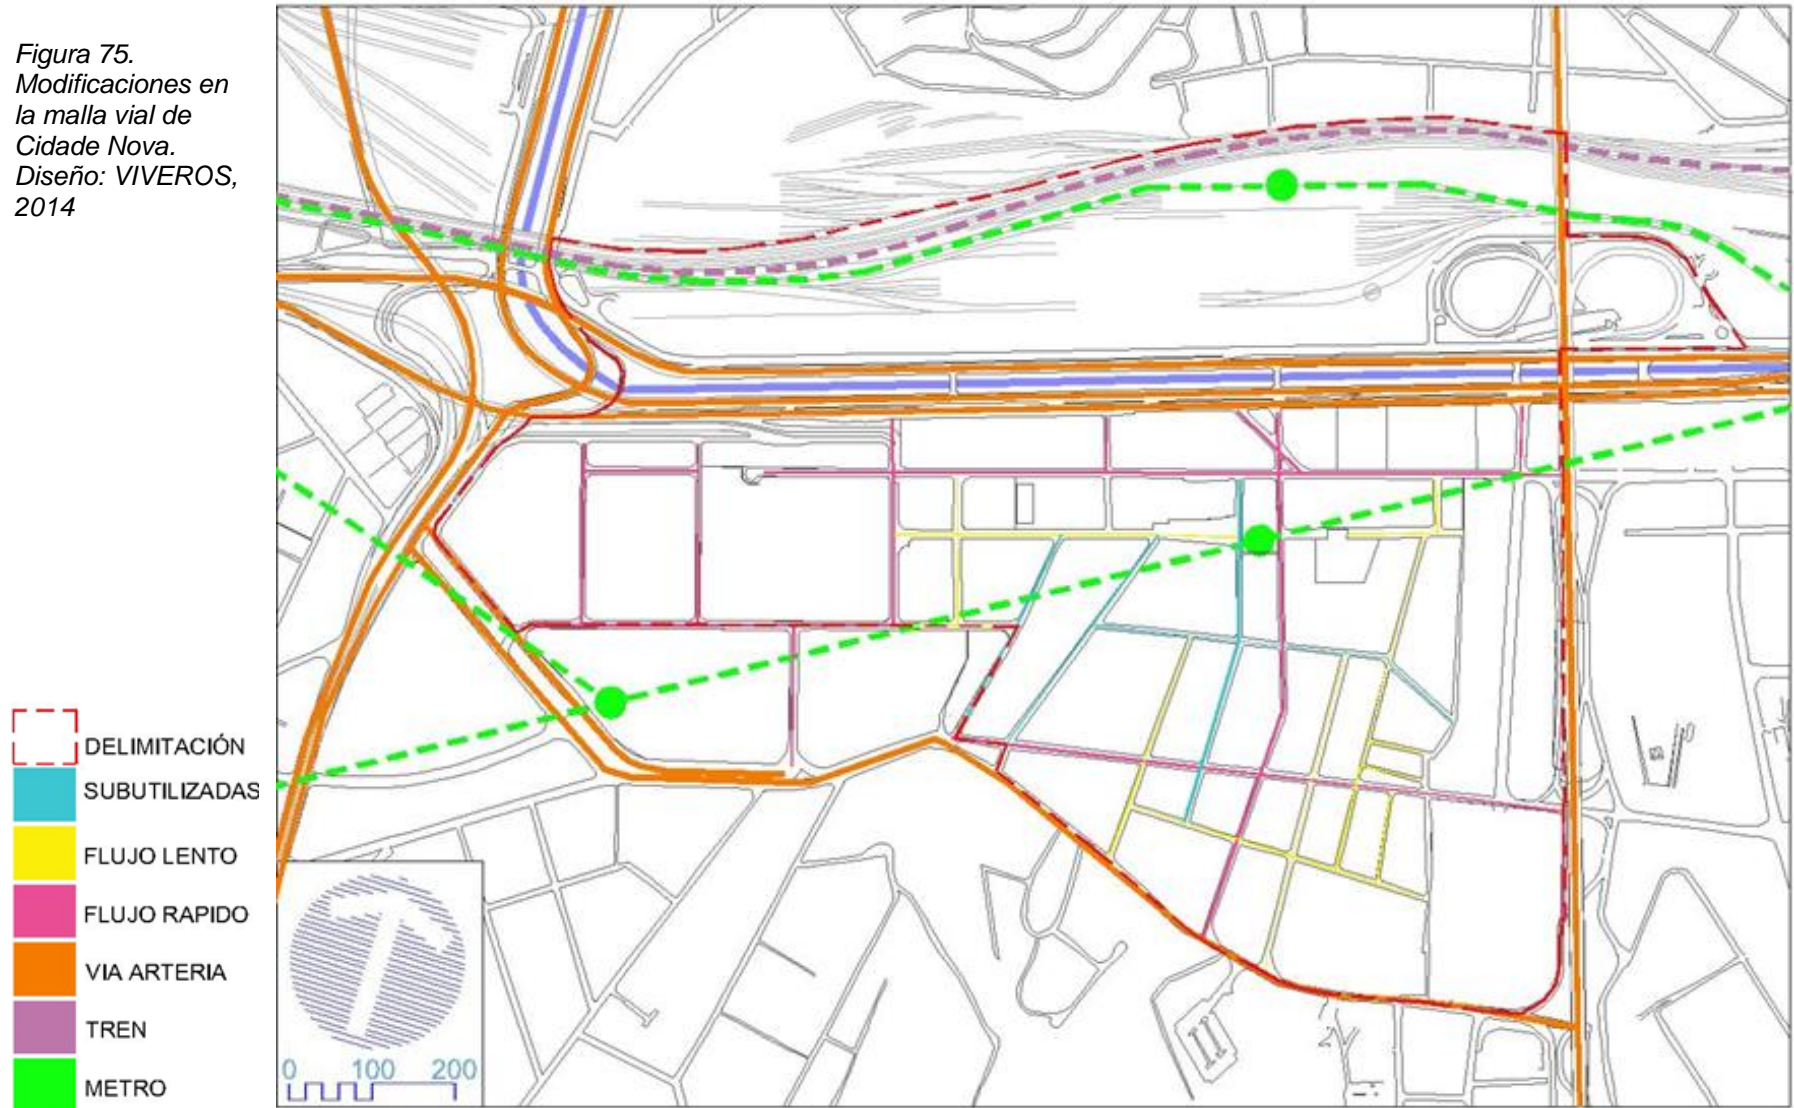 Figura 75.
Modificaciones en
la malla vial de
Cidade Nova.
Diseño: VIVEROS,
2014
DELIMITACIÓN
SUBUTILIZADAS
FLUJO LENTO
FLUJO RAPIDO
VIA ARTERIA
TREN
METRO
0 100 200